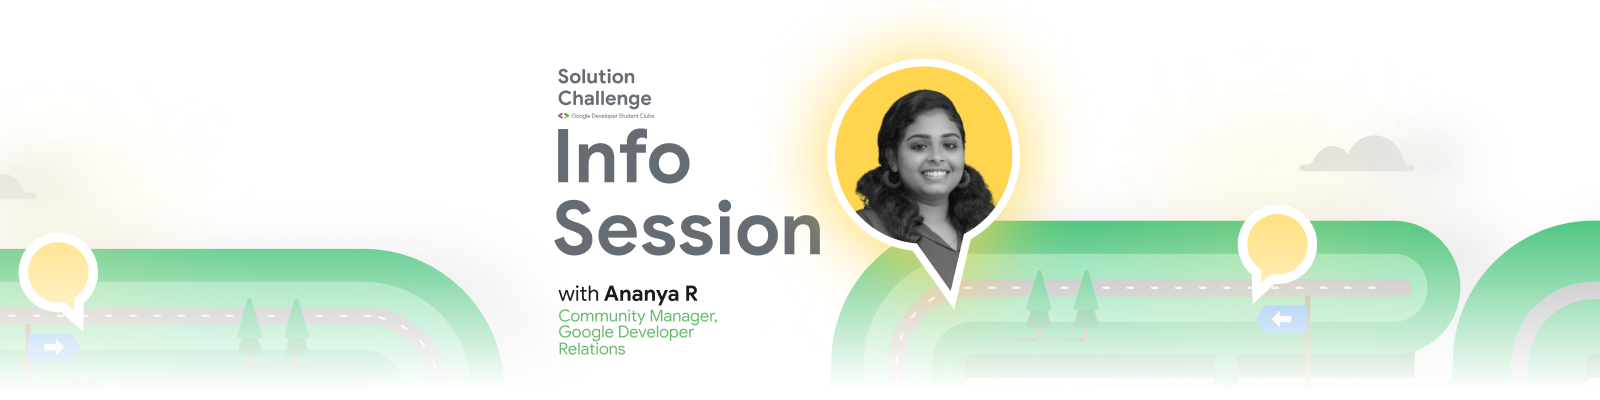 Solution
Challenge
Google Developer Student Clubs
Info
Session
with Ananya R
Community Manager,
Google Developer
Relations